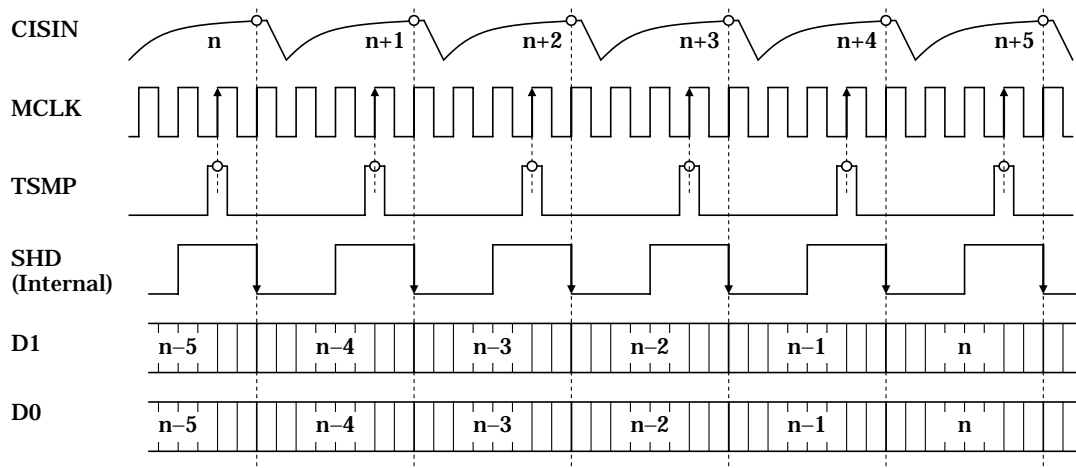 CISIN
n n+1 n+2 n+3 n+4 n+5
MCLK
TSMP
SHD
(Internal)
D1
n−5 n−4 n−3 n−2 n−1 n
D0
n−5 n−4 n−3 n−2 n−1 n